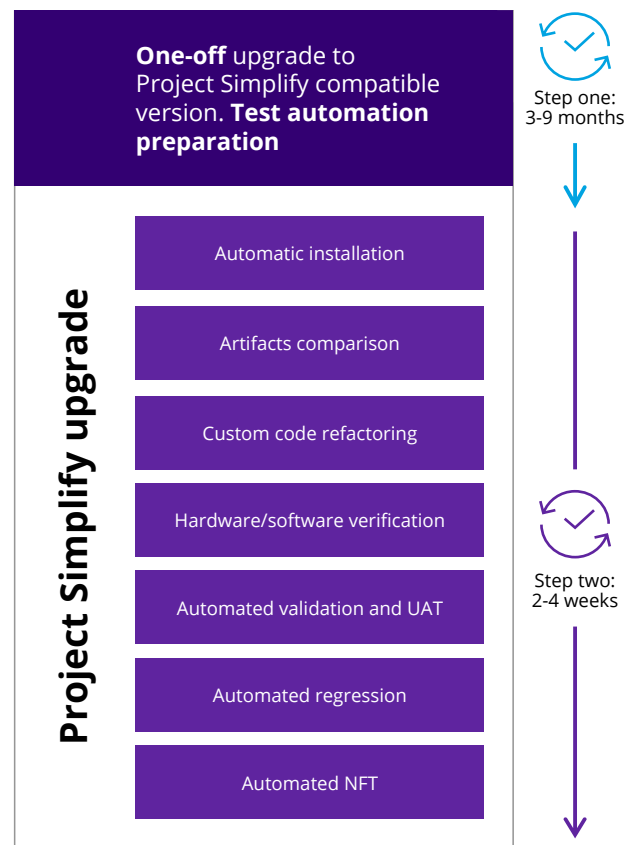 One-off upgrade to
Project Simplify compatible
version. Test automation
preparation
Step one:
3-9 months
Project Simplify upgrade
Automatic installation
Artifacts comparison
Custom code refactoring
Hardware/software verification
Automated validation and UAT
Automated regression
Automated NFT
Step two:
2-4 weeks